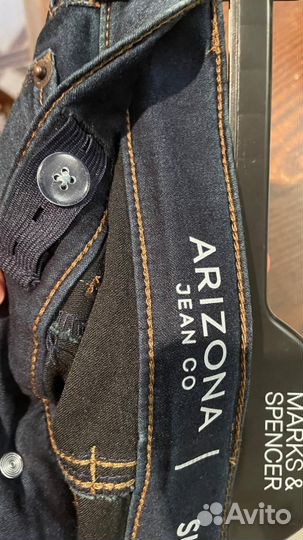 ARIZONA
JEAN CO
MARKS &
SPENCER
Avito